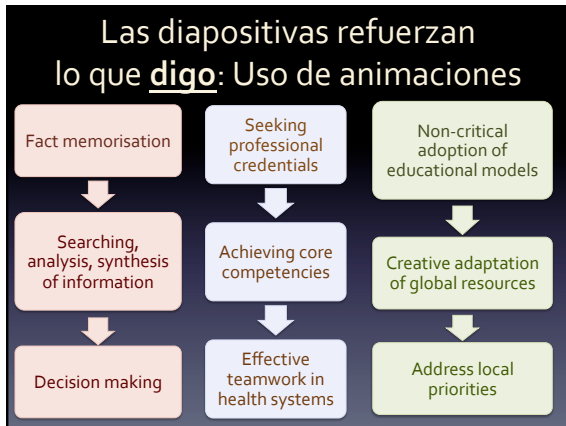 Las diapositivas refuerzan
lo que digo: Uso de animaciones
Fact memorisation
Searching,
analysis, synthesis
of information
Decision making
Seeking
professional
credentials
Achieving core
competencies
Effective
teamwork in
health systems
Non-critical
adoption of
educational models
Creative adaptation
of global resources
Address local
priorities